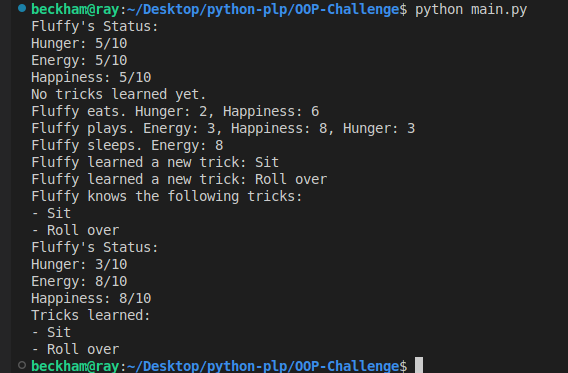 beckham@ray:~/Desktop/python-plp/OOP-Challenge$ python main.py
Fluffy's Status:
Hunger: 5/10
Energy: 5/10
Happiness: 5/10
No tricks learned yet.
Fluffy eats. Hunger: 2, Happiness: 6
Fluffy plays. Energy: 3, Happiness: 8, Hunger: 3
Fluffy sleeps. Energy: 8
Fluffy learned a new trick: Sit
Fluffy learned a new trick: Roll over
Fluffy knows the following tricks:
- Sit
- Roll over
Fluffy's Status:
Hunger: 3/10
Energy: 8/10
Happiness: 8/10
Tricks learned:
- Sit
- Roll over
beckham@ray:~/Desktop/python-plp/OOP-Challenge$